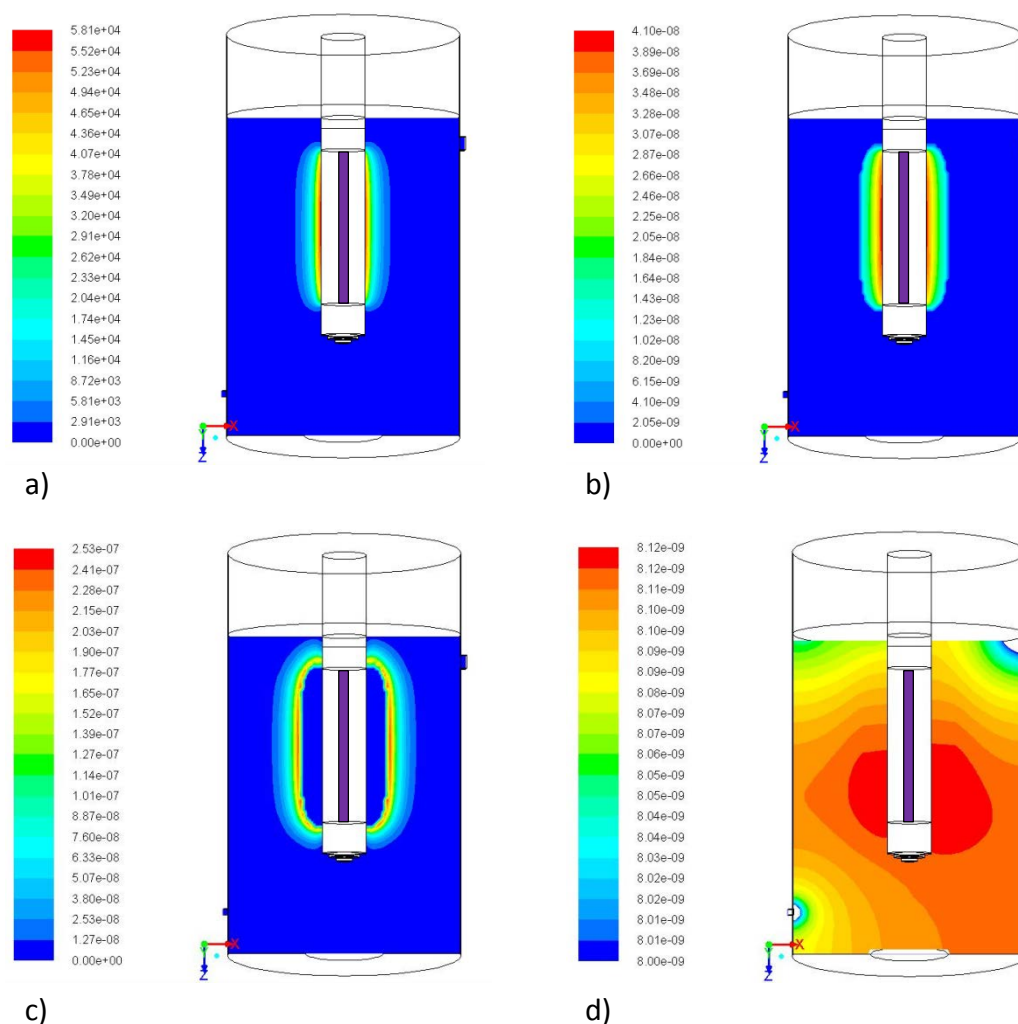 5.81e+04
5.52e+04
5.23e+04
4.94e+04
4.65e+04
4.36e+04
4.07e+04
3.78e+04
3.49e+04
3.20e+04
2.91e+04
2.62e+04
2.33e+04
2.04e+04
1.74e+04
1.45e+04
1.16e+04
8.72e+03
5.81e+03
2.91e+03
0.00e+00
X
Y
Z
a)
4.10e-08
3.89e-08
3.69e-08
3.48e-08
3.28e-08
3.07e-08
2.87e-08
2.66e-08
2.46e-08
2.25e-08
2.05e-08
1.84e-08
1.64e-08
1.43e-08
1.23e-08
1.02e-08
8.20e-09
6.15e-09
4.10e-09
2.05e-09
0.00e+00
X
Y
Z
b)
2.53e-07
2.41e-07
2.28e-07
2.15e-07
2.03e-07
1.90e-07
1.77e-07
1.65e-07
1.52e-07
1.39e-07
1.27e-07
1.14e-07
1.01e-07
8.87e-08
7.60e-08
6.33e-08
5.07e-08
3.80e-08
2.53e-08
1.27e-08
0.00e+00
X
Y
Z
c)
8.12e-09
8.12e-09
8.11e-09
8.10e-09
8.10e-09
8.09e-09
8.09e-09
8.08e-09
8.07e-09
8.07e-09
8.06e-09
8.05e-09
8.05e-09
8.04e-09
8.04e-09
8.03e-09
8.02e-09
8.02e-09
8.01e-09
8.01e-09
8.00e-09
X
Y
Z
d)